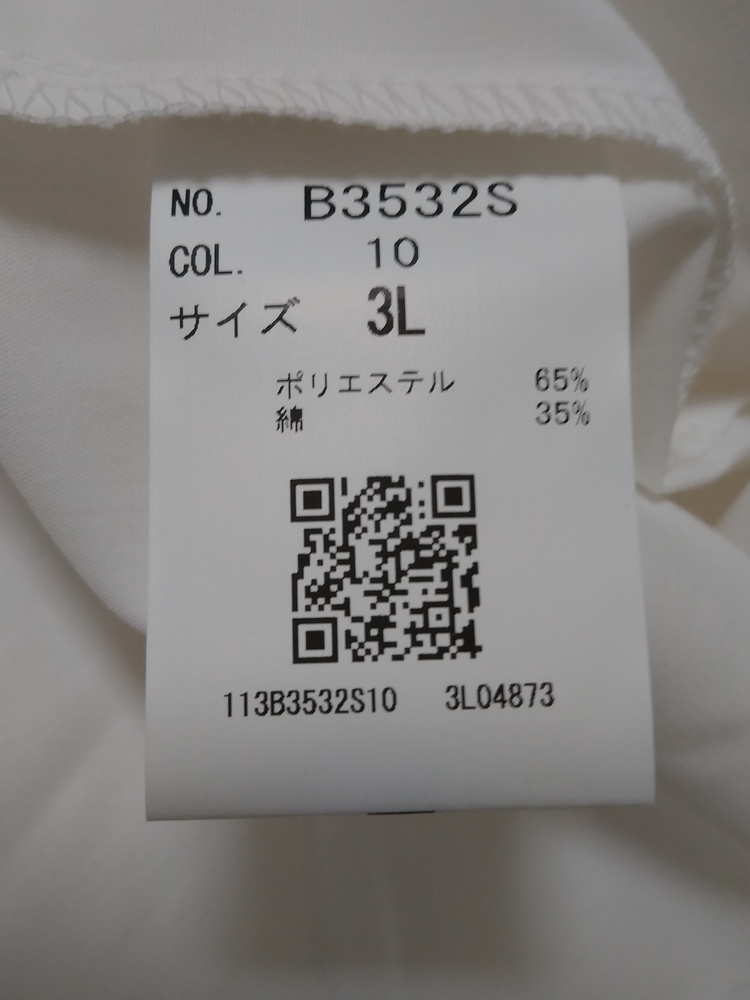 NO. B3532S
COL. 10
サイズ 3L
ポリエステル 65%
綿 35%
113B3532S10 3L04873